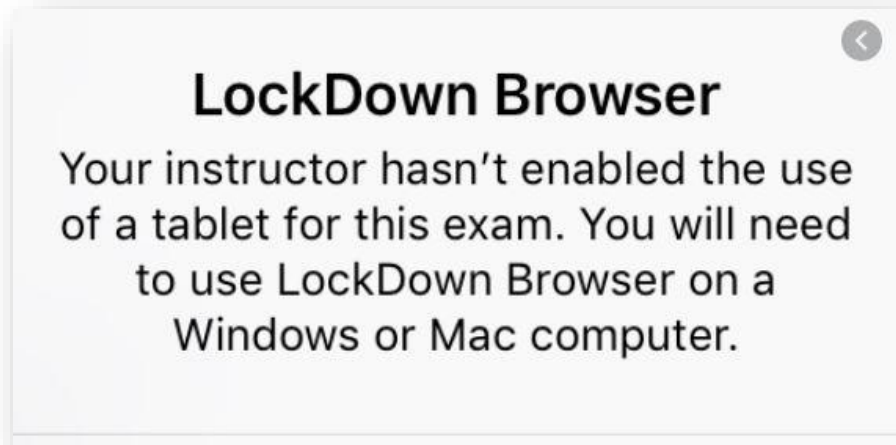 LockDown Browser
Your instructor hasn't enabled the use
of a tablet for this exam. You will need
to use LockDown Browser on a
Windows or Mac computer.